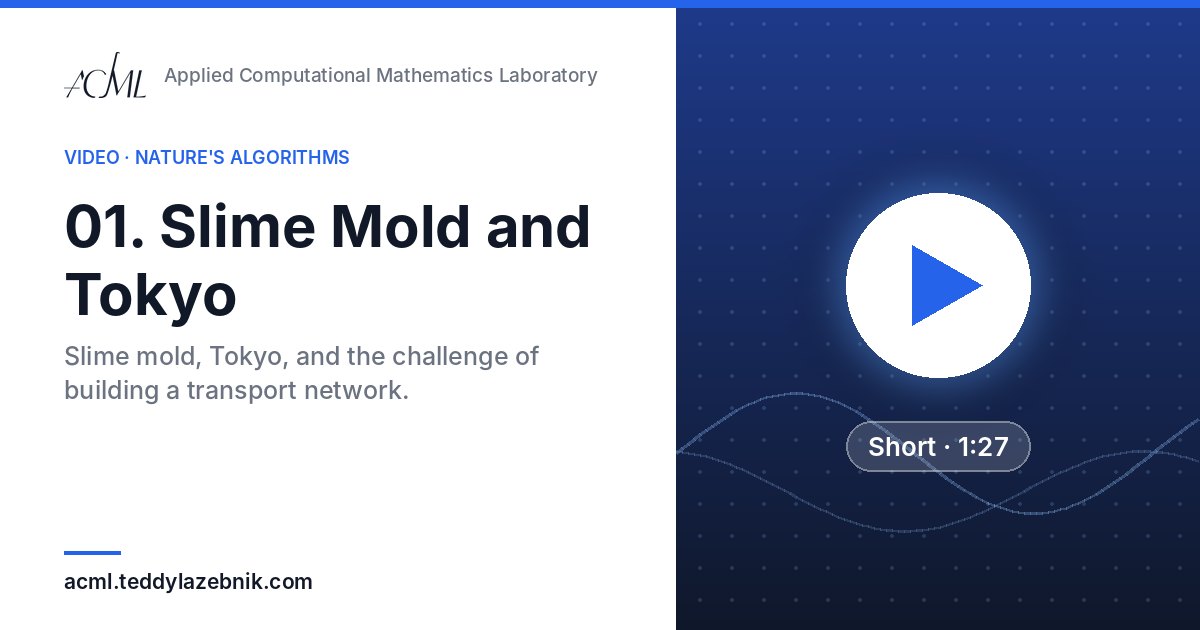 ACML
Applied Computational Mathematics Laboratory
VIDEO · NATURE'S ALGORITHMS
01. Slime Mold and
Tokyo
Slime mold, Tokyo, and the challenge of
building a transport network.
Short · 1:27
acml.teddylazebnik.com